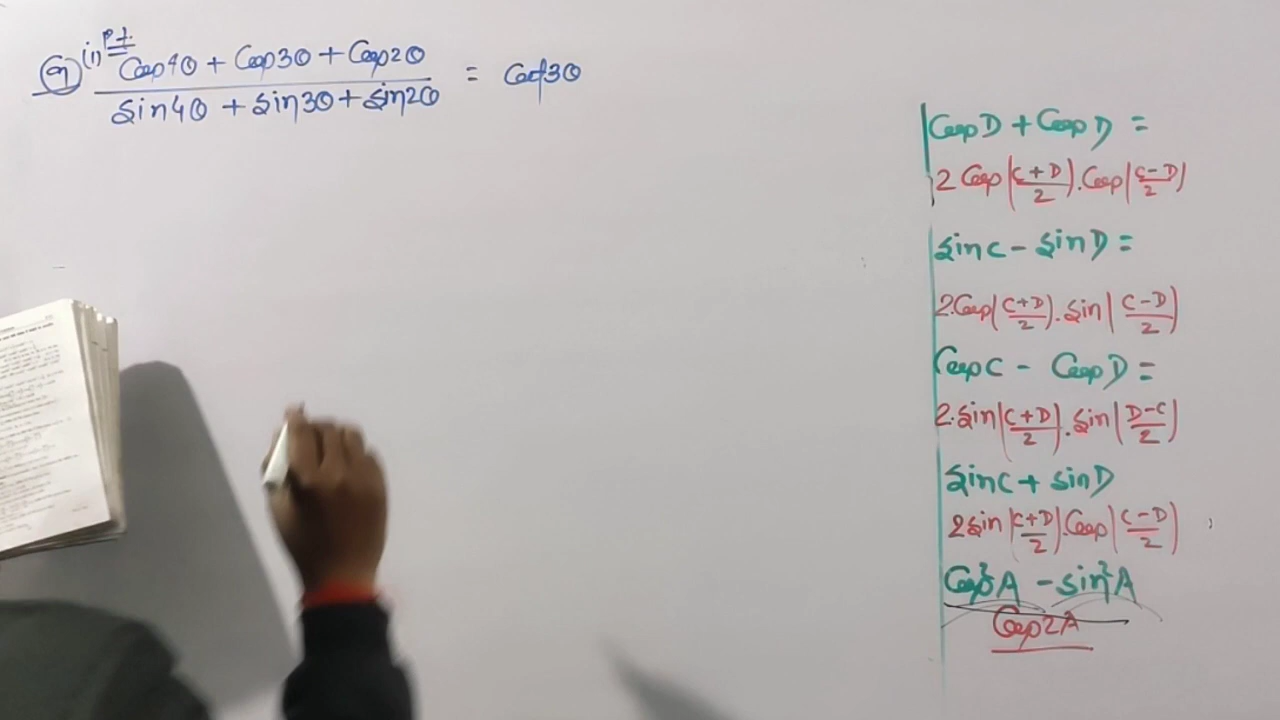 9 (i) P.t.
Cos4θ + Cos3θ + Cos2θ
sin4θ + sin3θ + sin2θ
= Cot3θ
CosD + CosD =
2 Cos(C+D/2).Cos(C-D/2)
sinC - sinD =
2.Cos(C+D/2).sin(C-D/2)
CosC - CosD =
2.sin(C+D/2).sin(D-C/2)
sinC + sinD
2sin(C+D/2).Cos(C-D/2)
Cos²A - sin²A
Cos2A